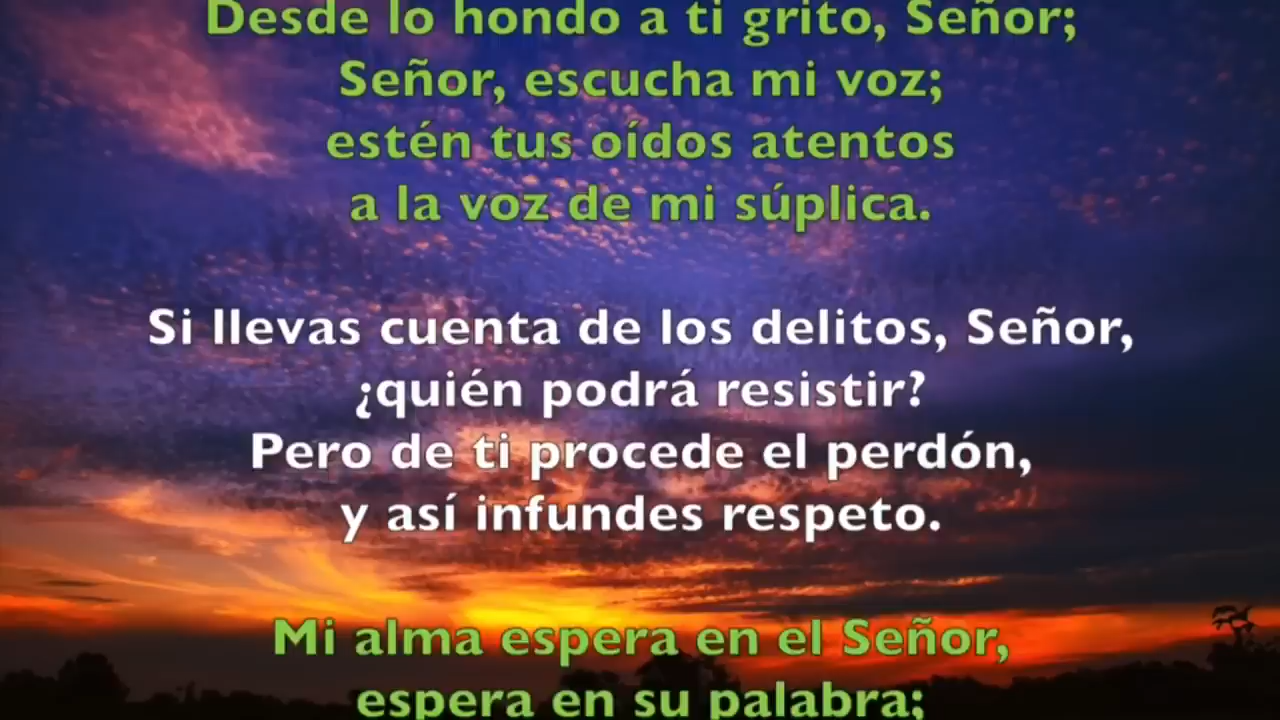 Desde lo hondo a ti grito, Señor;
Señor, escucha mi voz;
estén tus oídos atentos
a la voz de mi súplica.
Si llevas cuenta de los delitos, Señor,
¿quién podrá resistir?
Pero de ti procede el perdón,
y así infundes respeto.
Mi alma espera en el Señor,
espera en su palabra;